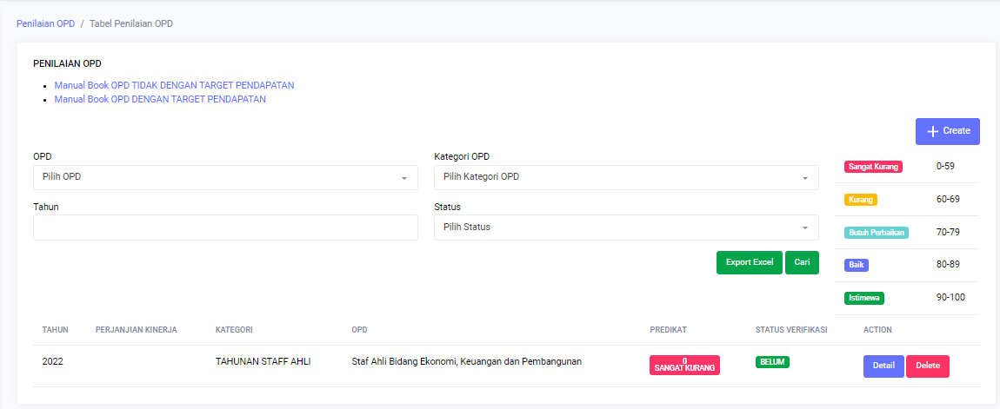 Penilaian OPD / Tabel Penilaian OPD
PENILAIAN OPD
Manual Book OPD TIDAK DENGAN TARGET PENDAPATAN
Manual Book OPD DENGAN TARGET PENDAPATAN
+ Create
OPD
Pilih OPD
Kategori OPD
Pilih Kategori OPD
Tahun
Status
Pilih Status
Export Excel Cari
Sangat Kurang 0-59
Kurang 60-69
Butuh Perbaikan 70-79
Baik 80-89
Istimewa 90-100
TAHUN PERJANJIAN KINERJA KATEGORI OPD PREDIKAT STATUS VERIFIKASI ACTION
2022 TAHUNAN STAFF AHLI Staf Ahli Bidang Ekonomi, Keuangan dan Pembangunan 0 SANGAT KURANG BELUM Detail Delete